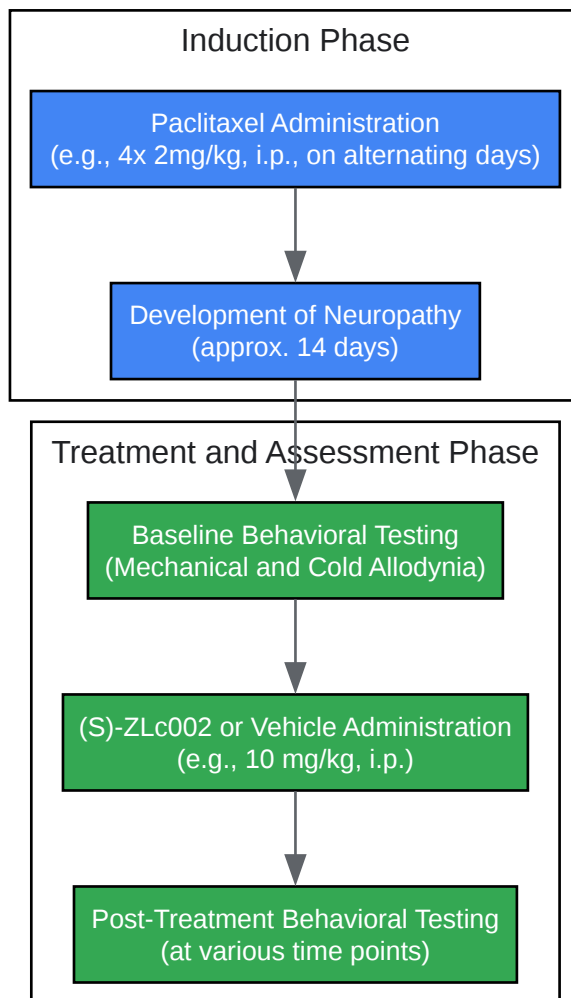 Induction Phase
Paclitaxel Administration
(e.g., 4x 2mg/kg, i.p., on alternating days)
Development of Neuropathy
(approx. 14 days)
Treatment and Assessment Phase
Baseline Behavioral Testing
(Mechanical and Cold Allodynia)
(S)-ZLc002 or Vehicle Administration
(e.g., 10 mg/kg, i.p.)
Post-Treatment Behavioral Testing
(at various time points)